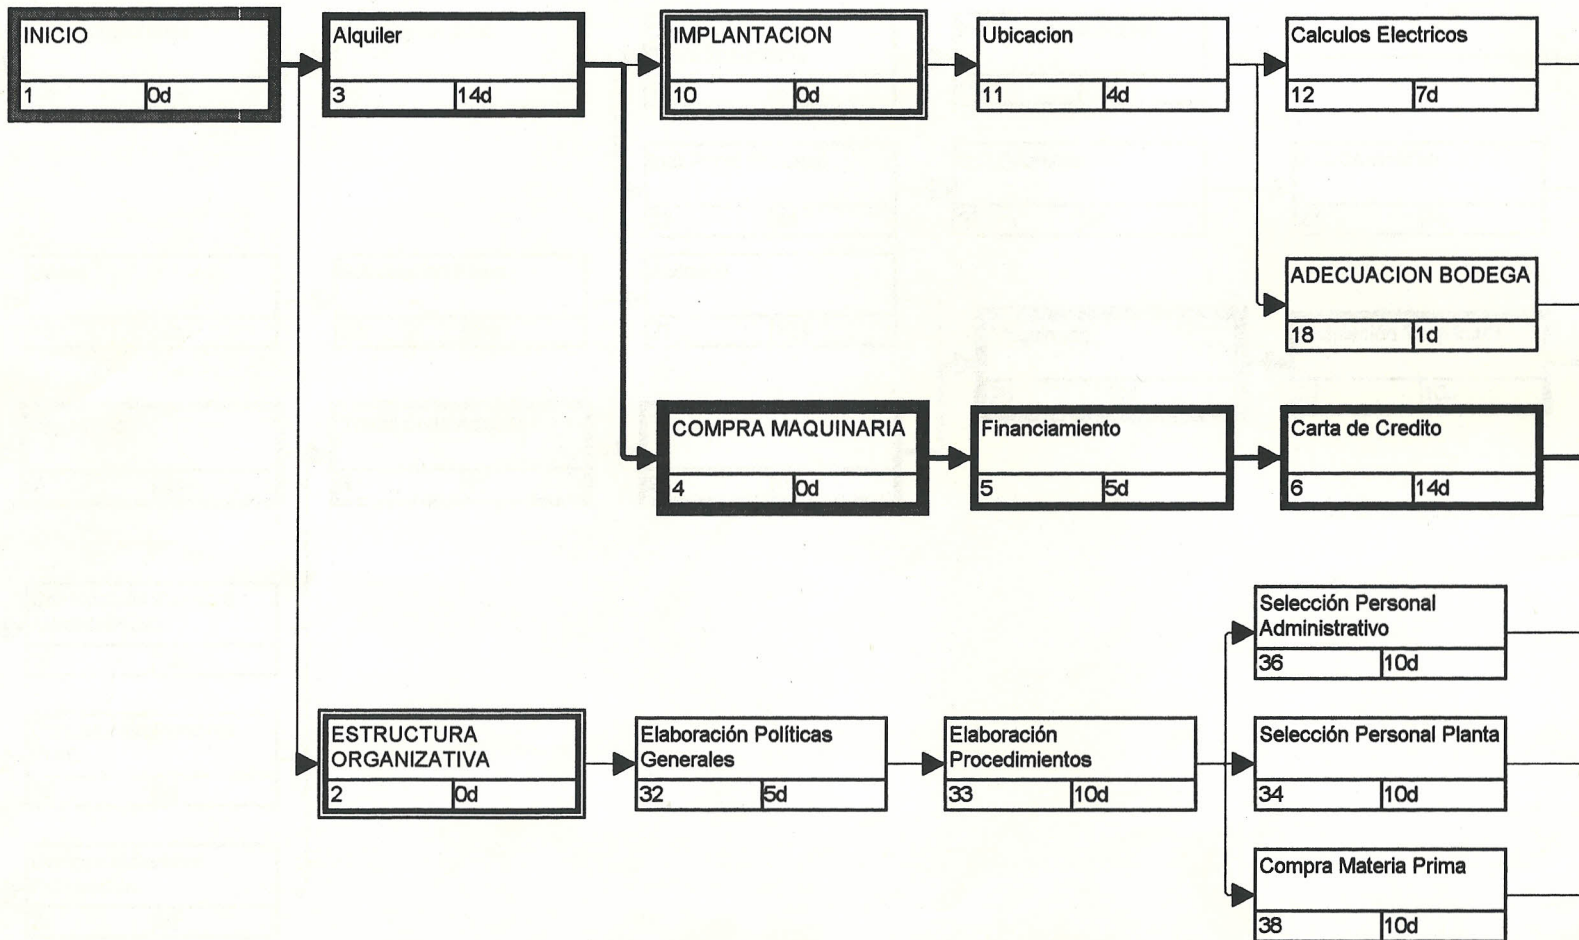 INICIO
1 0d
Alquiler
3 14d
IMPLANTACION
10 0d
Ubicacion
11 4d
Calculos Electricos
12 7d
ADECUACION BODEGA
18 1d
COMPRA MAQUINARIA
4 0d
Financiamiento
5 5d
Carta de Credito
6 14d
Selección Personal
Administrativo
36 10d
ESTRUCTURA
ORGANIZATIVA
2 0d
Elaboración Políticas
Generales
32 5d
Elaboración
Procedimientos
33 10d
Selección Personal Planta
34 10d
Compra Materia Prima
38 10d